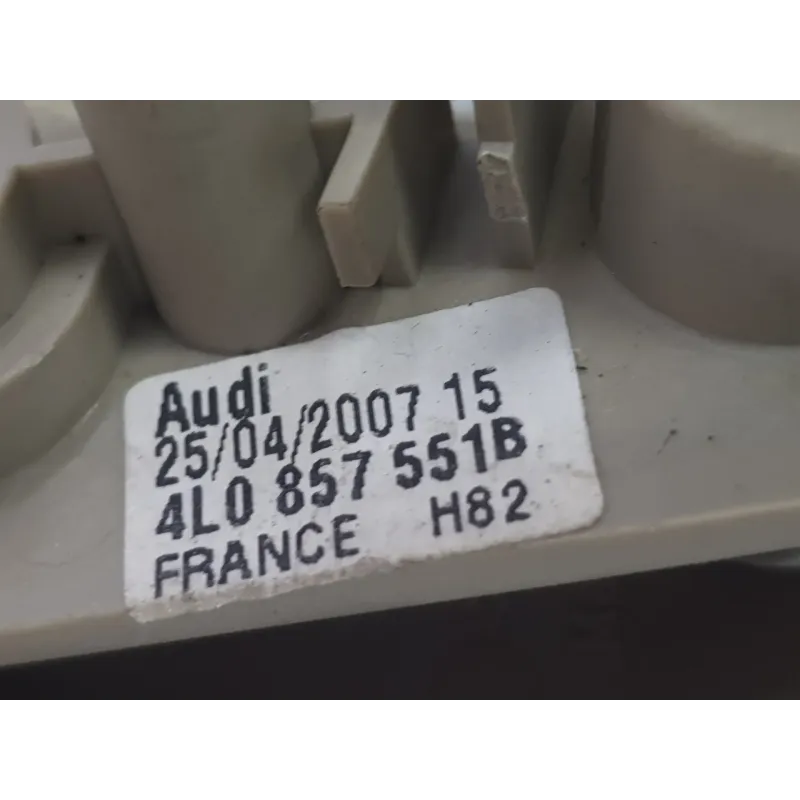 Audi
25/04/2007 15
4L0 857 551B
FRANCE H82